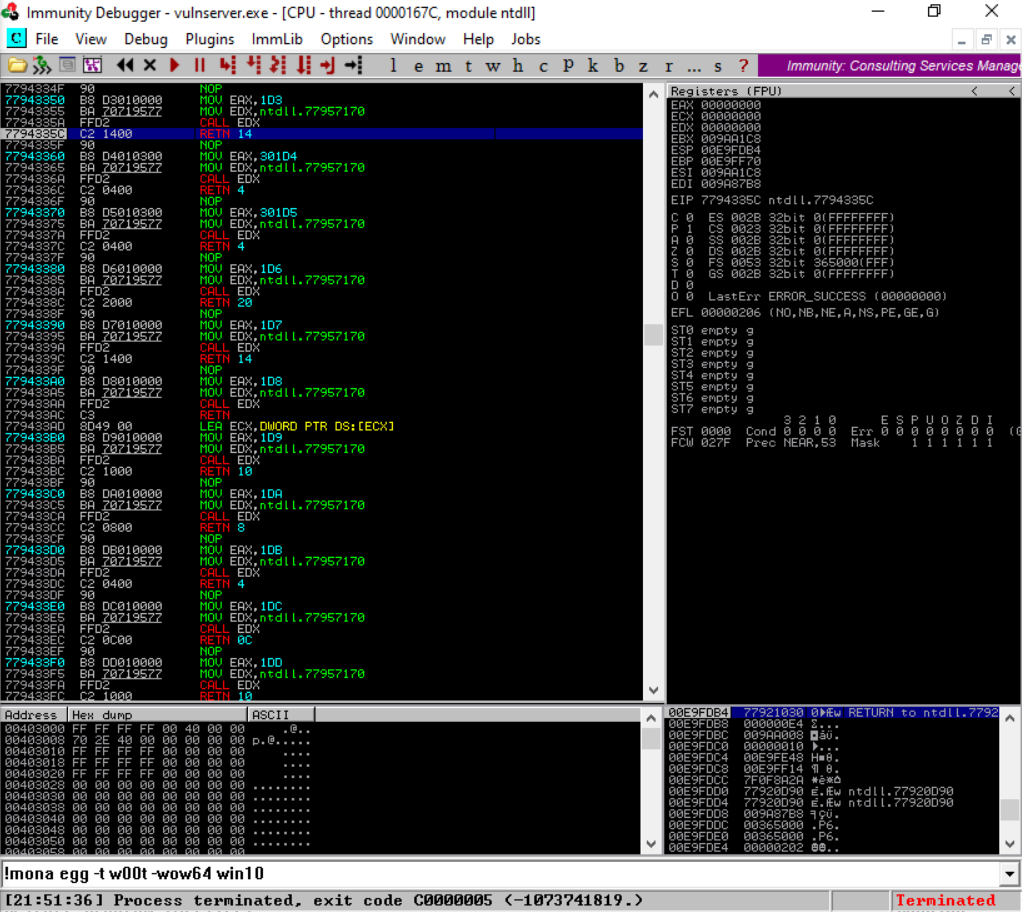 Immunity Debugger - vulnserver.exe - [CPU - thread 0000167C, module ntdll]
C File View Debug Plugins ImmLib Options Window Help Jobs
l e m t w h c P k b z r ... s ? Immunity: Consulting Services Manag
7794334F 90 NOP
77943350 B8 D3010000 MOV EAX,1D3
77943355 BA 70719577 MOV EDX,ntdll.77957170
7794335A FFD2 CALL EDX
7794335C C2 1400 RETN 14
7794335F 90 NOP
77943360 B8 D4010300 MOV EAX,301D4
77943365 BA 70719577 MOV EDX,ntdll.77957170
7794336A FFD2 CALL EDX
7794336C C2 0400 RETN 4
7794336F 90 NOP
77943370 B8 D5010300 MOV EAX,301D5
77943375 BA 70719577 MOV EDX,ntdll.77957170
7794337A FFD2 CALL EDX
7794337C C2 0400 RETN 4
7794337F 90 NOP
77943380 B8 D6010000 MOV EAX,1D6
77943385 BA 70719577 MOV EDX,ntdll.77957170
7794338A FFD2 CALL EDX
7794338C C2 2000 RETN 20
7794338F 90 NOP
77943390 B8 D7010000 MOV EAX,1D7
77943395 BA 70719577 MOV EDX,ntdll.77957170
7794339A FFD2 CALL EDX
7794339C C2 1400 RETN 14
7794339F 90 NOP
779433A0 B8 D8010000 MOV EAX,1D8
779433A5 BA 70719577 MOV EDX,ntdll.77957170
779433AA FFD2 CALL EDX
779433AC C3 RETN
779433AD 8D49 00 LEA ECX,DWORD PTR DS:[ECX]
779433B0 B8 D9010000 MOV EAX,1D9
779433B5 BA 70719577 MOV EDX,ntdll.77957170
779433BA FFD2 CALL EDX
779433BC C2 1000 RETN 10
779433BF 90 NOP
779433C0 B8 DA010000 MOV EAX,1DA
779433C5 BA 70719577 MOV EDX,ntdll.77957170
779433CA FFD2 CALL EDX
779433CC C2 0800 RETN 8
779433CF 90 NOP
779433D0 B8 DB010000 MOV EAX,1DB
779433D5 BA 70719577 MOV EDX,ntdll.77957170
779433DA FFD2 CALL EDX
779433DC C2 0400 RETN 4
779433DF 90 NOP
779433E0 B8 DC010000 MOV EAX,1DC
779433E5 BA 70719577 MOV EDX,ntdll.77957170
779433EA FFD2 CALL EDX
779433EC C2 0C00 RETN 0C
779433EF 90 NOP
779433F0 B8 DD010000 MOV EAX,1DD
779433F5 BA 70719577 MOV EDX,ntdll.77957170
779433FA FFD2 CALL EDX
779433FC C2 1000 RETN 10
Registers (FPU) < <
EAX 00000000
ECX 00000000
EDX 00000000
EBX 009AA1C8
ESP 00E9FDB4
EBP 00E9FF70
ESI 009AA1C8
EDI 009A87B8
EIP 7794335C ntdll.7794335C
C 0 ES 002B 32bit 0(FFFFFFFF)
P 1 CS 0023 32bit 0(FFFFFFFF)
A 0 SS 002B 32bit 0(FFFFFFFF)
Z 0 DS 002B 32bit 0(FFFFFFFF)
S 0 FS 0053 32bit 365000(FFF)
T 0 GS 002B 32bit 0(FFFFFFFF)
D 0
O 0 LastErr ERROR_SUCCESS (00000000)
EFL 00000206 (NO,NB,NE,A,NS,PE,GE,G)
ST0 empty g
ST1 empty g
ST2 empty g
ST3 empty g
ST4 empty g
ST5 empty g
ST6 empty g
ST7 empty g
3 2 1 0 E S P U O Z D I
FST 0000 Cond 0 0 0 0 Err 0 0 0 0 0 0 0 0 (G
FCW 027F Prec NEAR,53 Mask 1 1 1 1 1 1
Address Hex dump ASCII
00403000 FF FF FF FF 00 40 00 00 .@..
00403008 70 2E 40 00 00 00 00 00 p.@.....
00403010 FF FF FF FF 00 00 00 00 ....
00403018 FF FF FF FF 00 00 00 00 ....
00403020 FF FF FF FF 00 00 00 00 ....
00403028 00 00 00 00 00 00 00 00 ........
00403030 00 00 00 00 00 00 00 00 ........
00403038 00 00 00 00 00 00 00 00 ........
00403040 00 00 00 00 00 00 00 00 ........
00403048 00 00 00 00 00 00 00 00 ........
00403050 00 00 00 00 00 00 00 00 ........
00403058 00 00 00 00 00 00 00 00
00E9FDB4 77921030 RETURN to ntdll.7792
00E9FDB8 000000E4
00E9FDBC 009AA008
00E9FDC0 00000010
00E9FDC4 00E9FE48
00E9FDC8 00E9FF14
00E9FDCC 7F0F8A2A
00E9FDD0 77920D90 ntdll.77920D90
00E9FDD4 77920D90 ntdll.77920D90
00E9FDD8 009A87B8
00E9FDDC 00365000 .P6.
00E9FDE0 00365000 .P6.
00E9FDE4 00000202
!mona egg -t w00t -wow64 win10
[21:51:36] Process terminated, exit code C0000005 (-1073741819.) Terminated